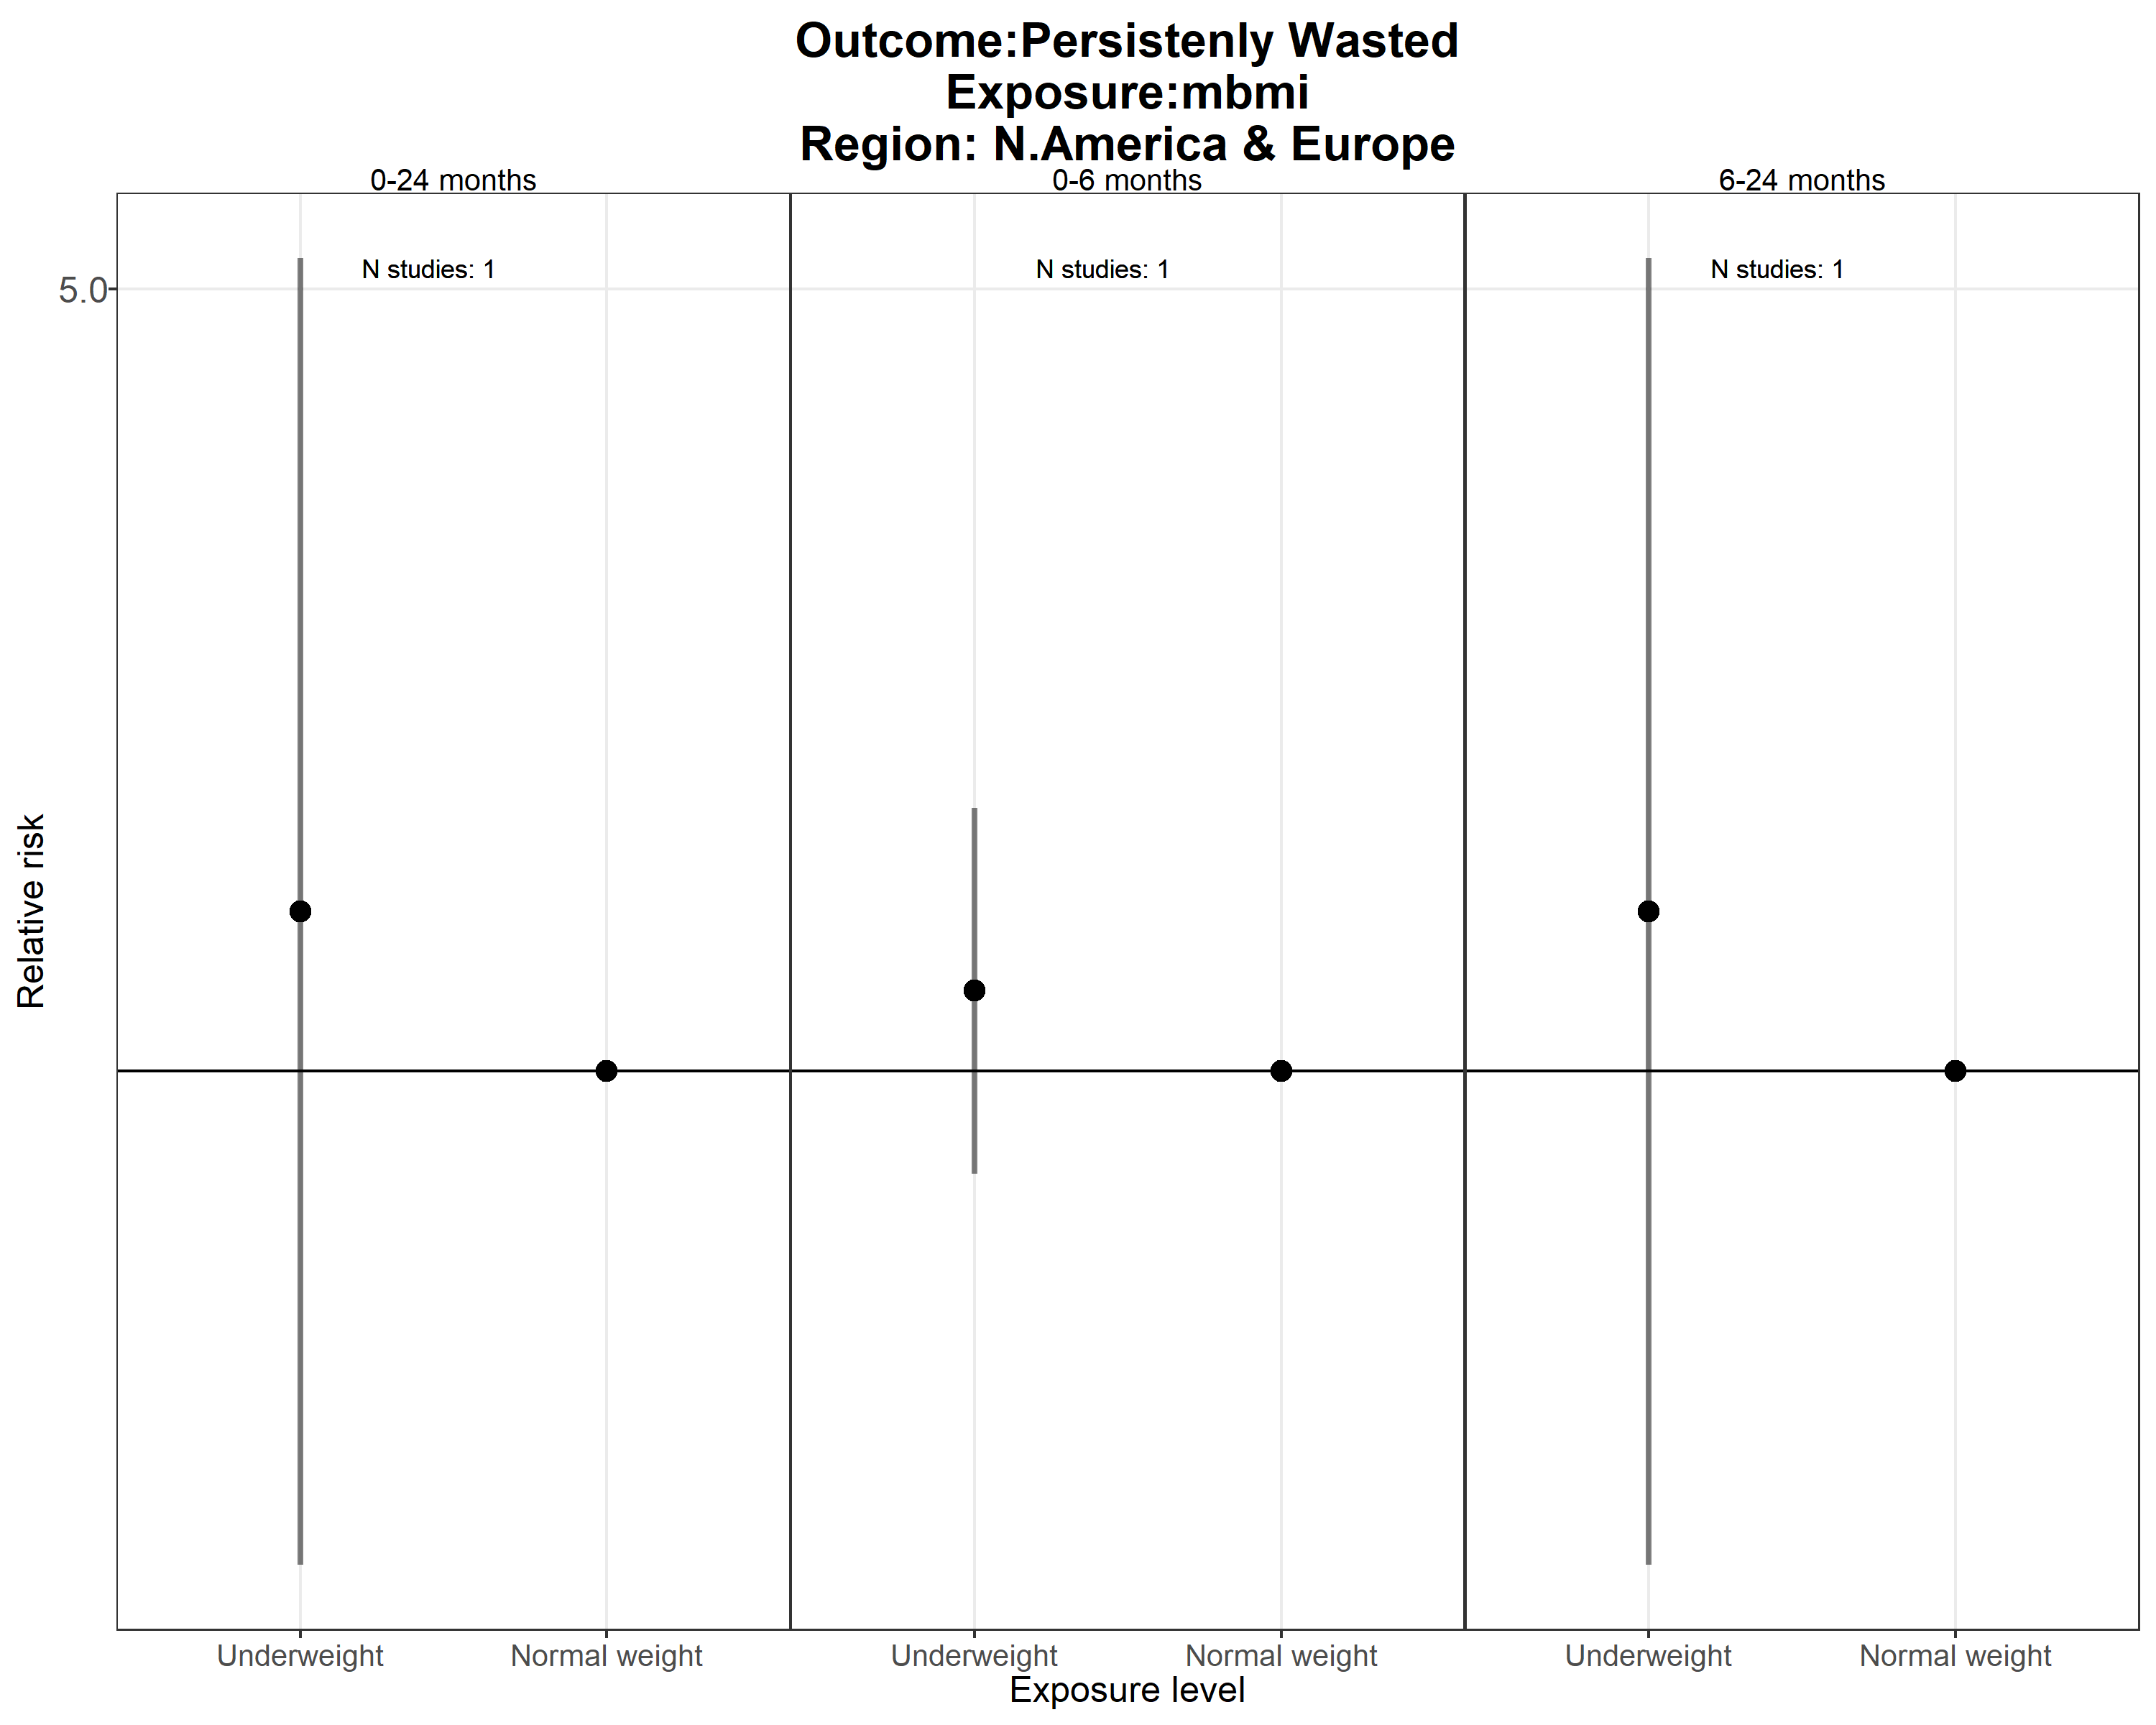 Outcome:Persistenly Wasted
Exposure:mbmi
Region: N.America & Europe
0-24 months
0-6 months
6-24 months
N studies: 1
N studies: 1
N studies: 1
5.0
Relative risk
Underweight
Normal weight
Underweight
Normal weight
Underweight
Normal weight
Exposure level